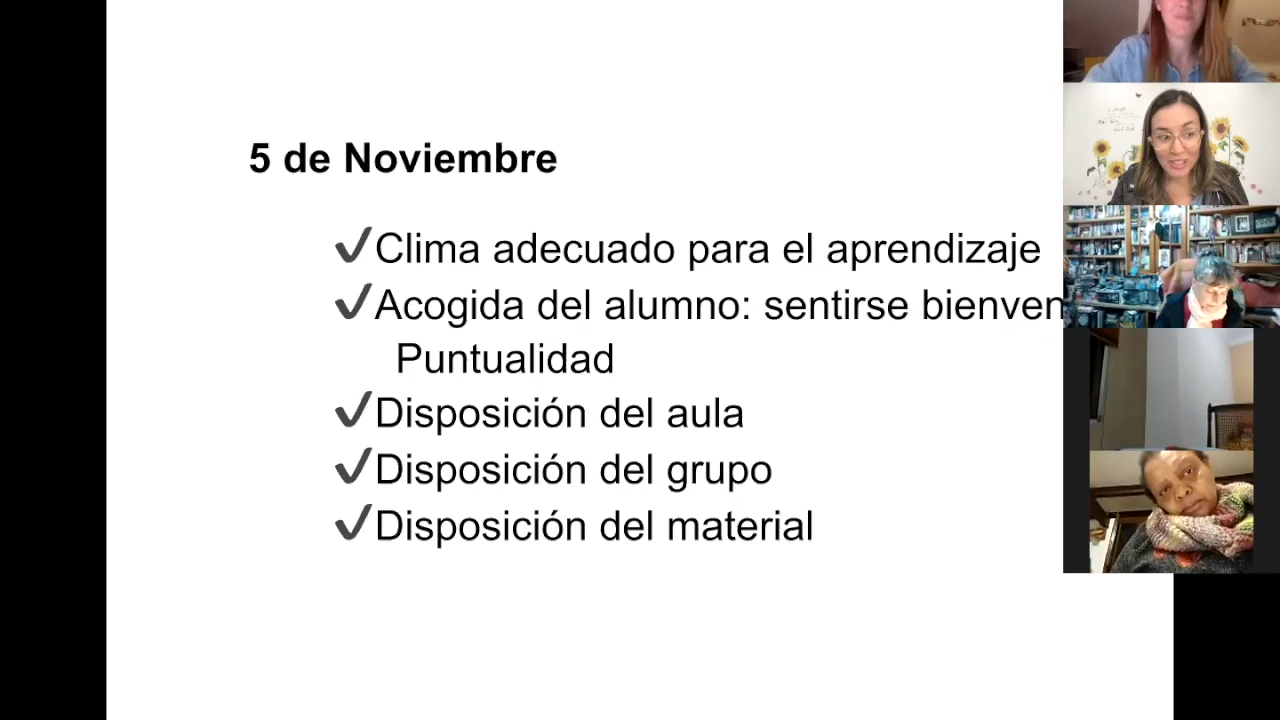 5 de Noviembre
✔Clima adecuado para el aprendizaje
✔Acogida del alumno: sentirse bienven
Puntualidad
✔Disposición del aula
✔Disposición del grupo
✔Disposición del material